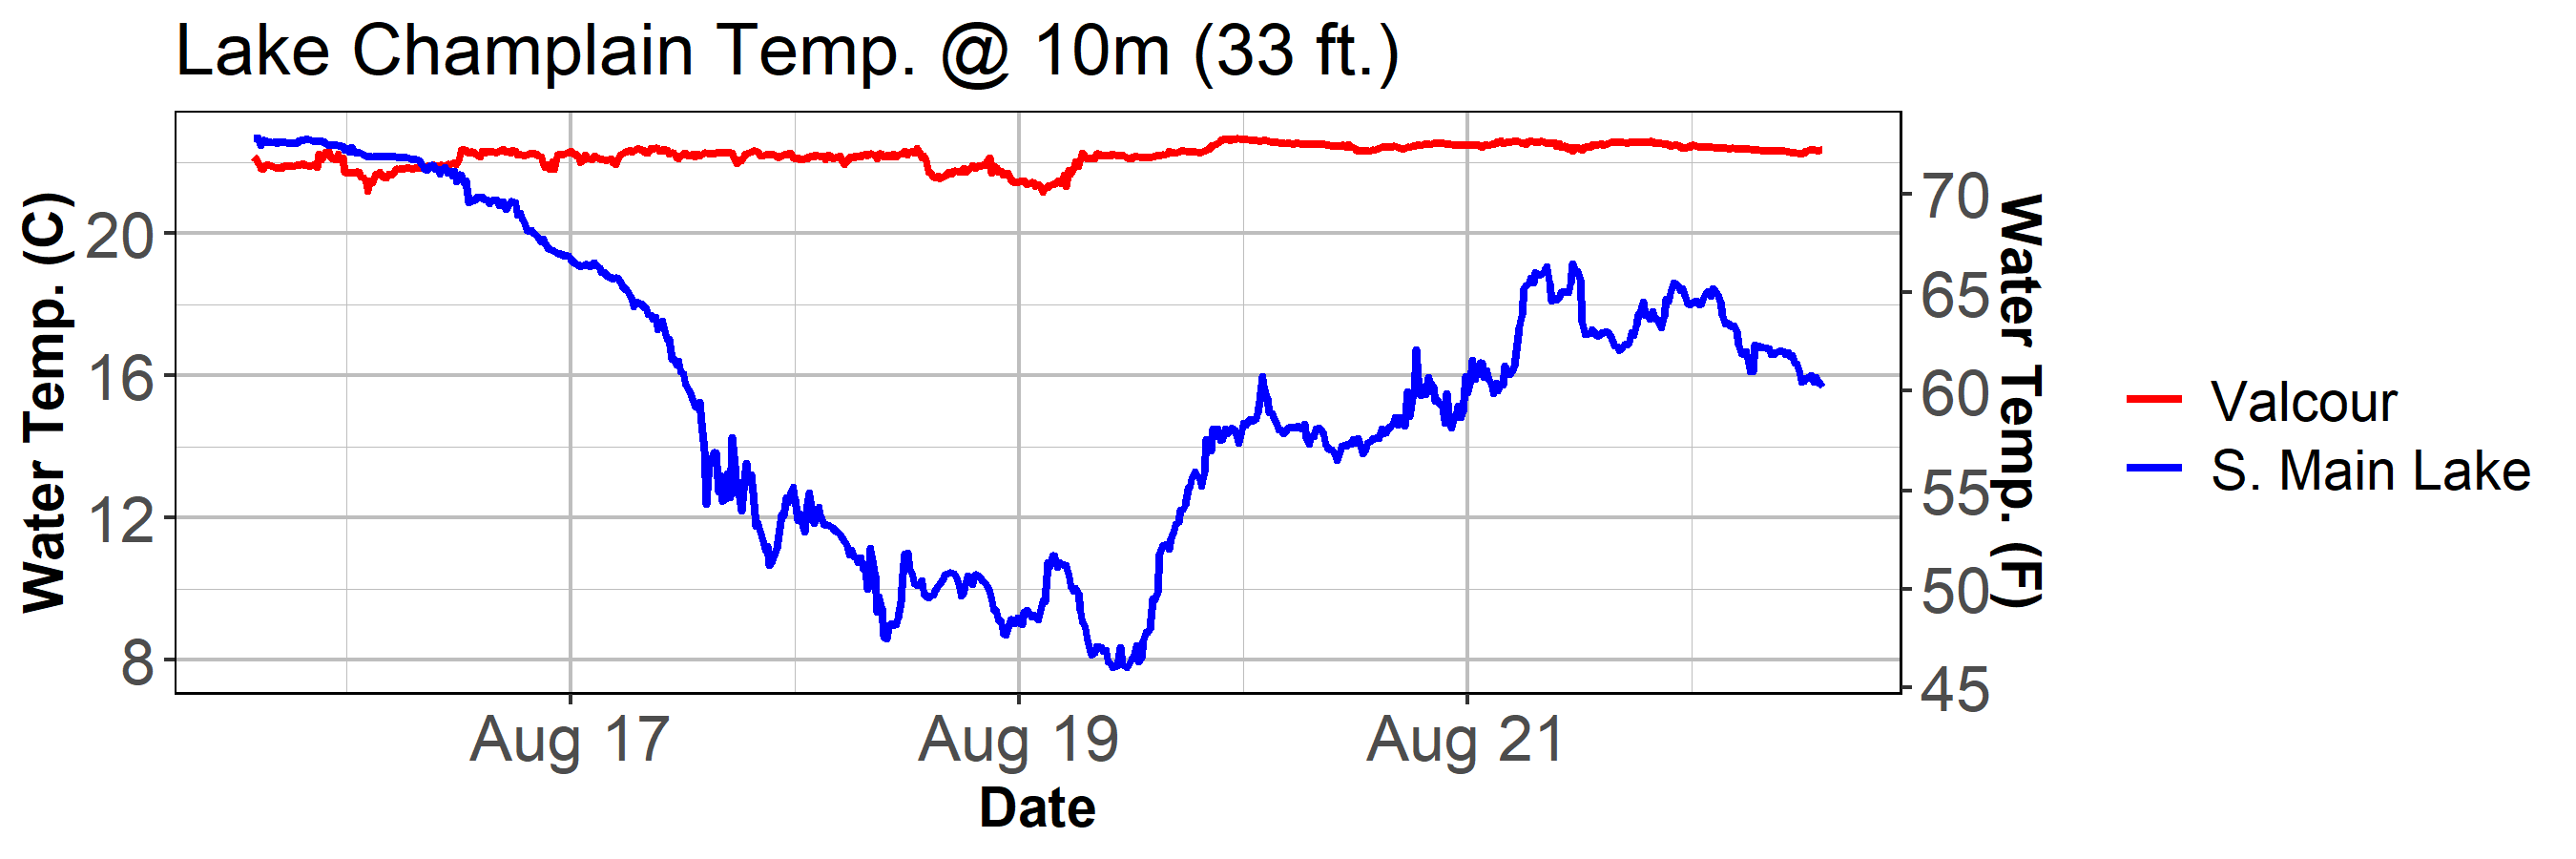 Lake Champlain Temp. @ 10m (33 ft.)
Water Temp. (C)
20
16
12
8
70
65
60
55
50
45
Water Temp. (F)
Aug 17
Aug 19
Aug 21
Date
Valcour
S. Main Lake